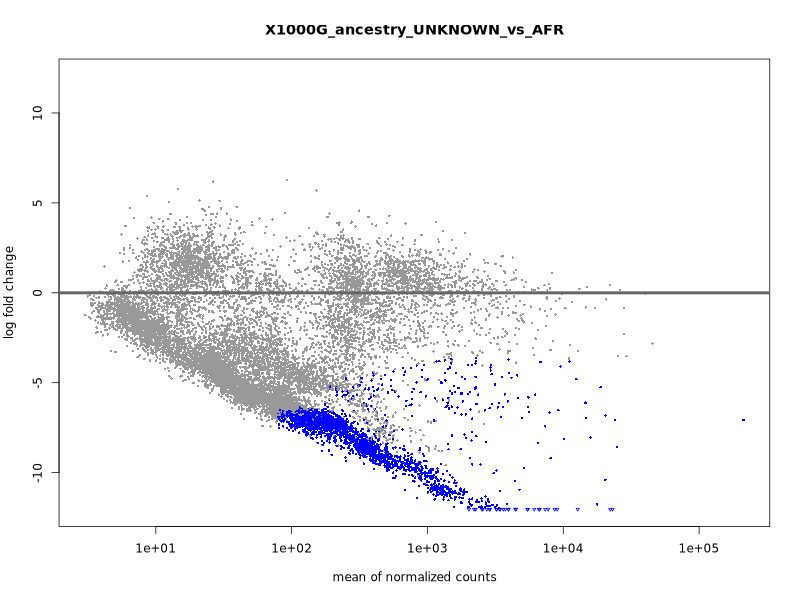 X1000G_ancestry_UNKNOWN_vs_AFR
10
5
0
-5
-10
log fold change
1e+01 1e+02 1e+03 1e+04 1e+05
mean of normalized counts